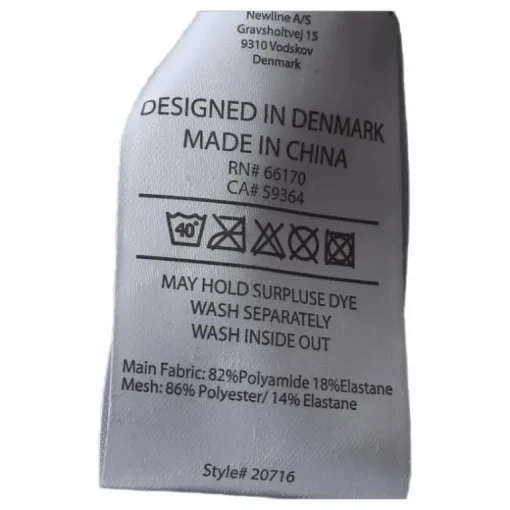 Newline A/S
Gravsholtvej 15
9310 Vodskov
Denmark
DESIGNED IN DENMARK
MADE IN CHINA
RN# 66170
CA# 59364
40°
MAY HOLD SURPLUSE DYE
WASH SEPARATELY
WASH INSIDE OUT
Main Fabric: 82%Polyamide 18%Elastane
Mesh: 86% Polyester/ 14% Elastane
Style# 20716